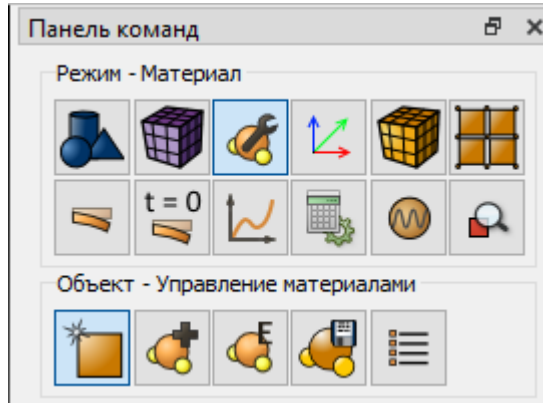 Панель команд
Режим - Материал
t = 0
Объект - Управление материалами
E